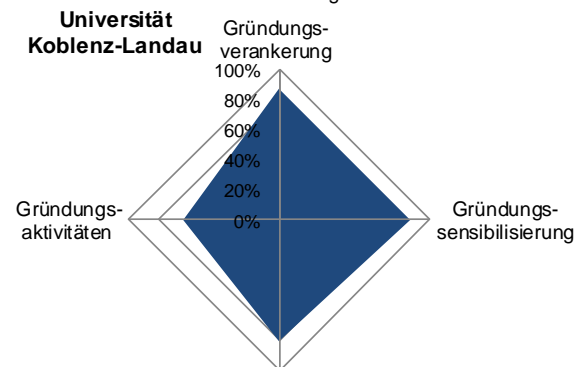 Universität
Koblenz-Landau
Gründungs-
verankerung
100%
80%
60%
40%
20%
0%
Gründungs-
aktivitäten
Gründungs-
sensibilisierung